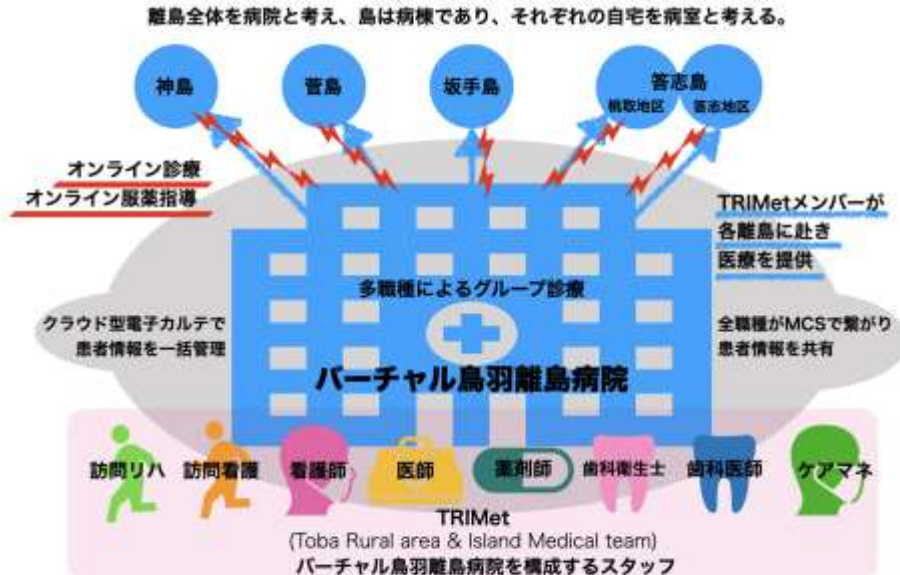 離島全体を病院と考え、島は病棟であり、それぞれの自宅を病室と考える。
神島
菅島
坂手島
答志島
桃取地区
答志地区
オンライン診療
オンライン服薬指導
TRIMetメンバーが
各離島に赴き
医療を提供
多職種によるグループ診療
クラウド型電子カルテで
患者情報を一括管理
全職種がMCSで繋がり
患者情報を共有
バーチャル鳥羽離島病院
訪問リハ
訪問看護
看護師
医師
薬剤師
歯科衛生士
歯科医師
ケアマネ
TRIMet
(Toba Rural area & Island Medical team)
バーチャル鳥羽離島病院を構成するスタッフ